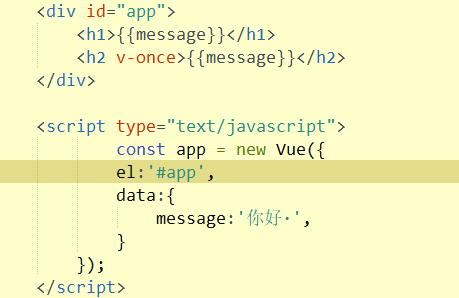 <div id="app">
<h1>{{message}}</h1>
<h2 v-once>{{message}}</h2>
</div>
<script type="text/javascript">
const app = new Vue({
el:'#app',
data:{
message:'你好·',
}
});
</script>